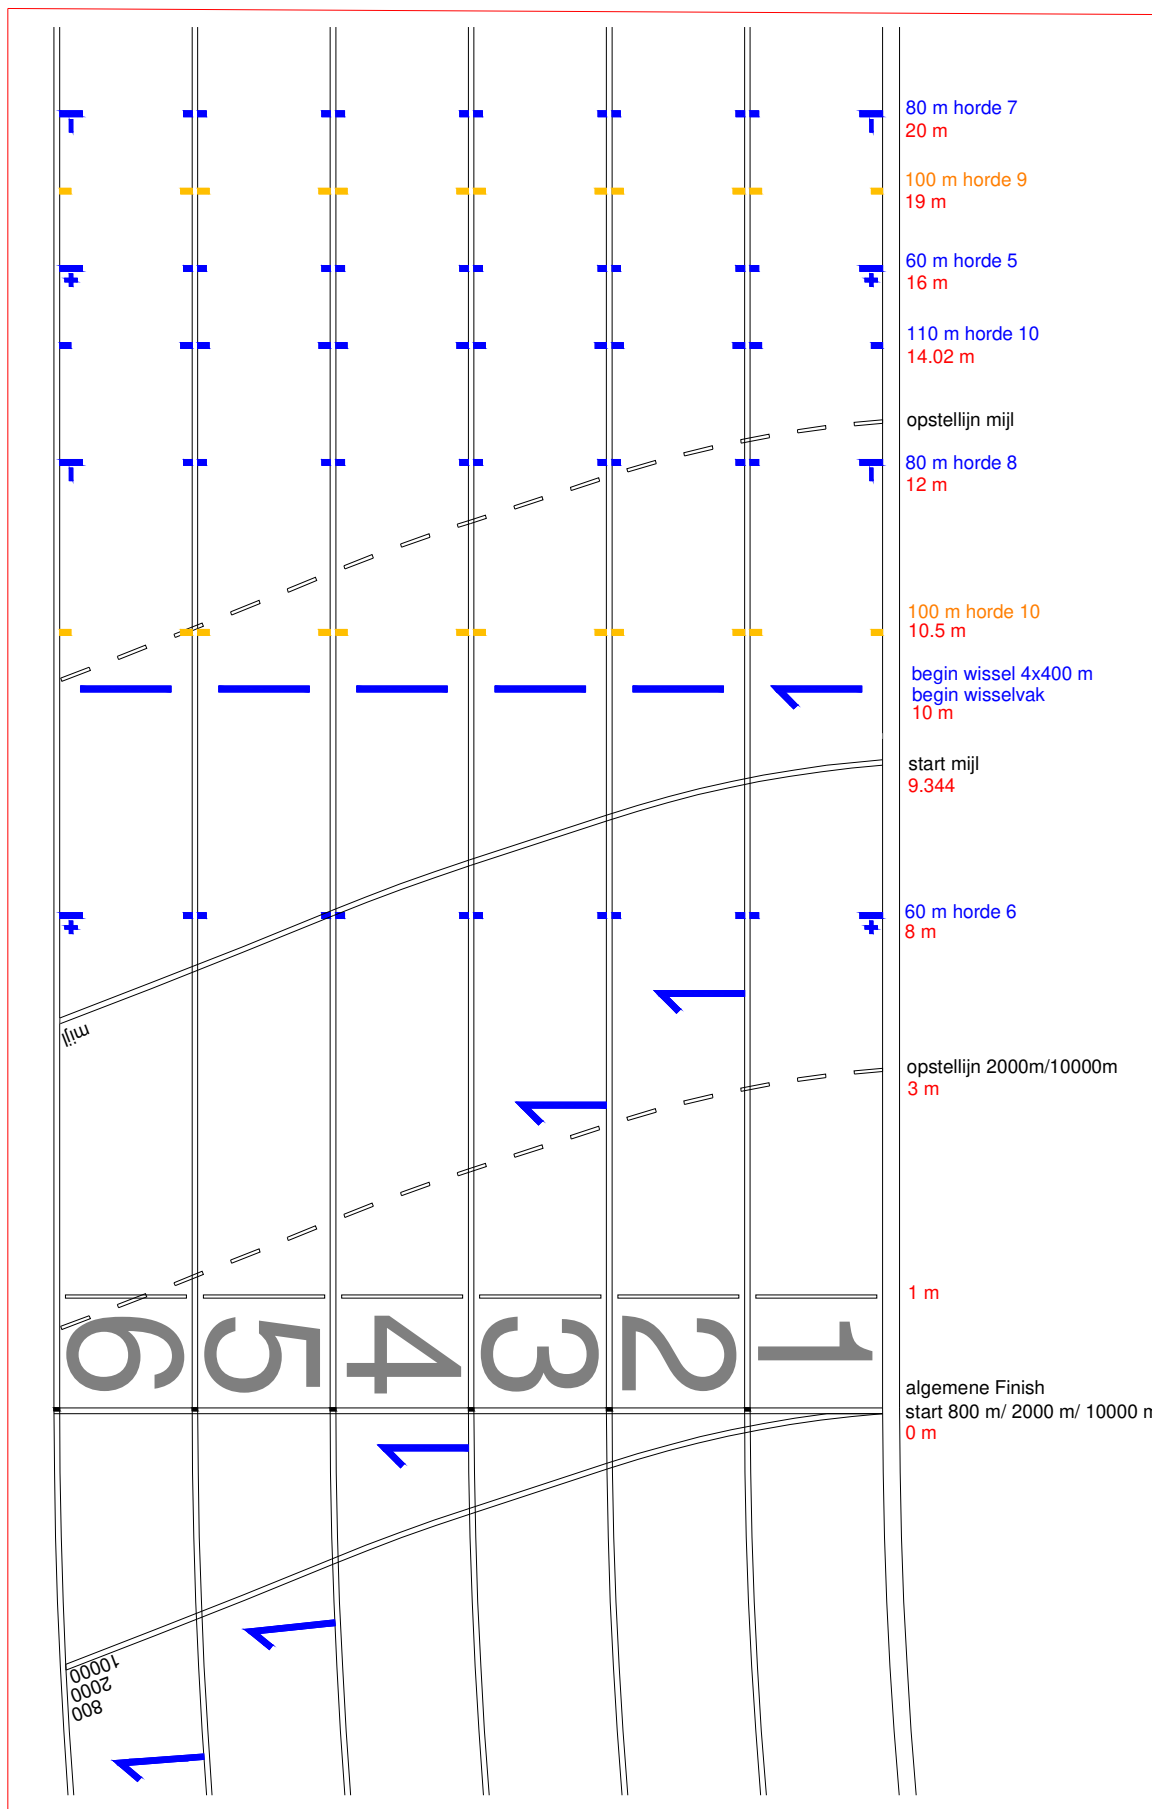 80 m horde 7
20 m
100 m horde 9
19 m
60 m horde 5
16 m
110 m horde 10
14.02 m
opstellijn mijl
80 m horde 8
12 m
100 m horde 10
10.5 m
begin wissel 4x400 m
begin wisselvak
10 m
start mijl
9.344
60 m horde 6
8 m
mijl
opstellijn 2000m/10000m
3 m
1 m
6 5 4 3 2 1
algemene Finish
start 800 m/ 2000 m/ 10000 m
0 m
10000
2000
800